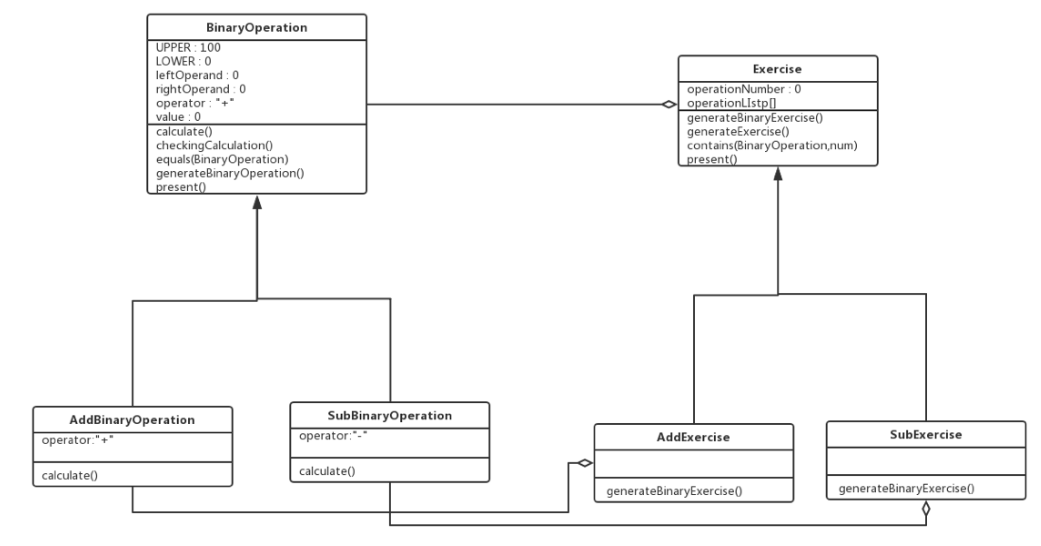 BinaryOperation
UPPER : 100
LOWER : 0
leftOperand : 0
rightOperand : 0
operator : "+"
value : 0
calculate()
checkingCalculation()
equals(BinaryOperation)
generateBinaryOperation()
present()
Exercise
operationNumber : 0
operationLIstp[]
generateBinaryExercise()
generateExercise()
contains(BinaryOperation,num)
present()
AddBinaryOperation
operator:"+"
calculate()
SubBinaryOperation
operator:"-"
calculate()
AddExercise
generateBinaryExercise()
SubExercise
generateBinaryExercise()